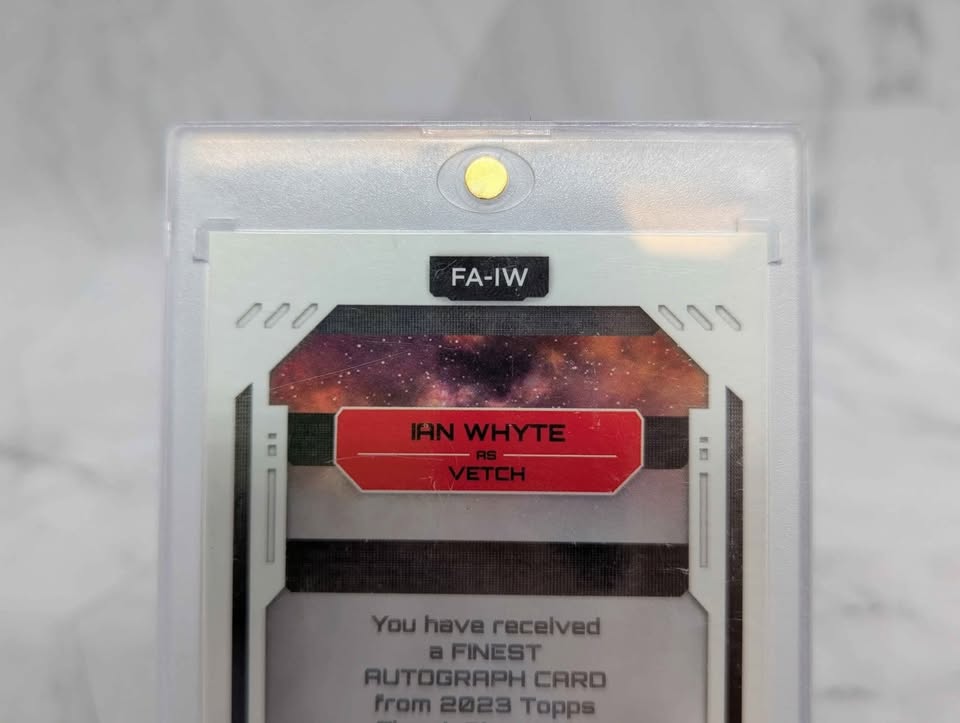 FA-IW
IAN WHYTE
AS
VETCH
You have received
a FINEST
AUTOGRAPH CARD
from 2023 Topps